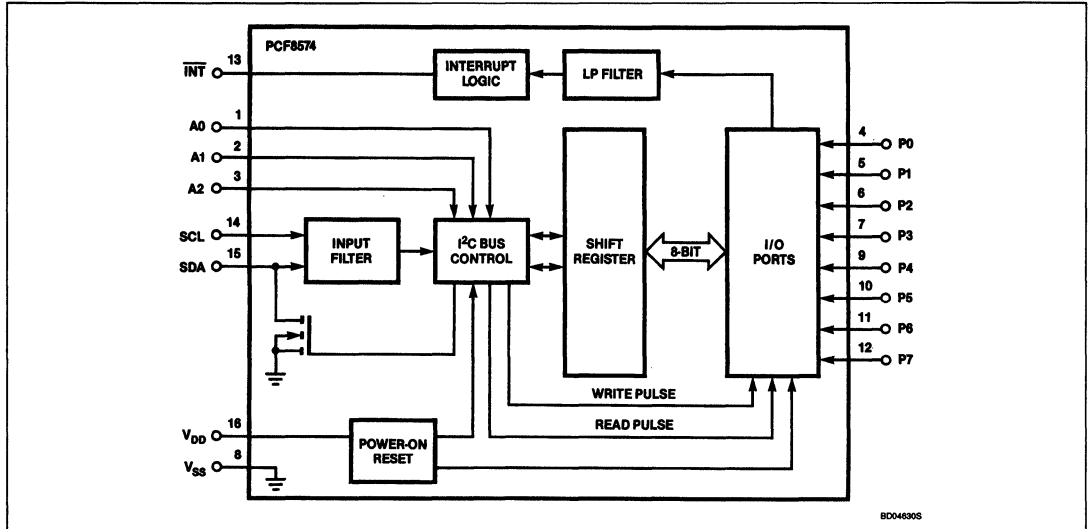 PCF8574
INT 13
INTERRUPT
LOGIC
LP FILTER
A0 1
A1 2
A2 3
SCL 14
SDA 15
INPUT
FILTER
I²C BUS
CONTROL
SHIFT
REGISTER
8-BIT
I/O
PORTS
4 P0
5 P1
6 P2
7 P3
9 P4
10 P5
11 P6
12 P7
WRITE PULSE
READ PULSE
VDD 16
VSS 8
POWER-ON
RESET
BD04630S